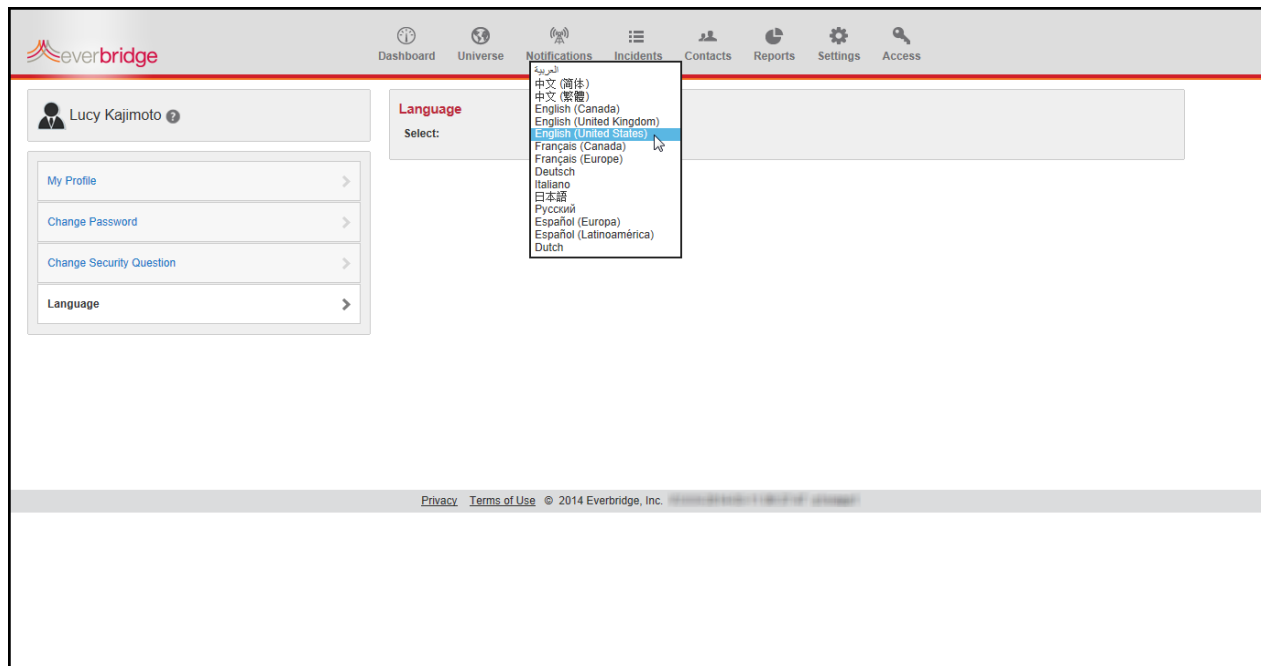 everbridge
Dashboard Universe Notifications Incidents Contacts Reports Settings Access
Lucy Kajimoto ?
My Profile
Change Password
Change Security Question
Language
Language
Select:
العربية
中文 (简体)
中文 (繁體)
English (Canada)
English (United Kingdom)
English (United States)
Français (Canada)
Français (Europe)
Deutsch
Italiano
日本語
Русский
Español (Europa)
Español (Latinoamérica)
Dutch
Privacy Terms of Use © 2014 Everbridge, Inc.